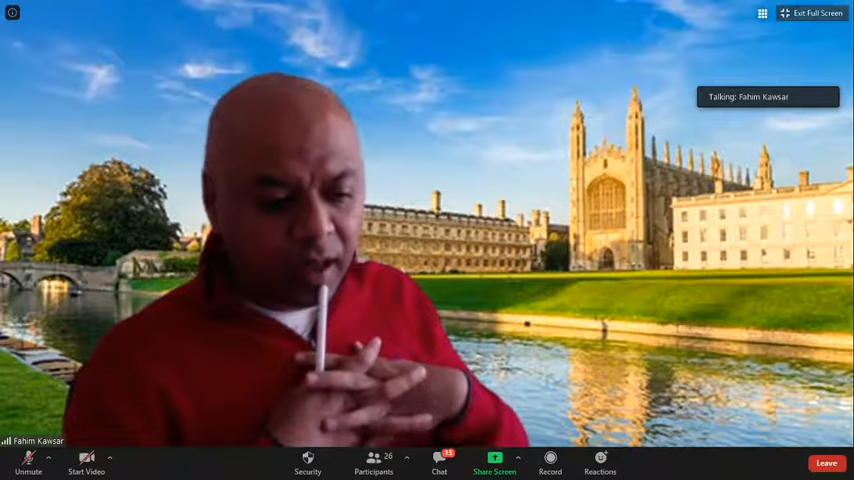 Exit Full Screen
Talking: Fahim Kawsar
Fahim Kawsar
Unmute
Start Video
Security
Participants
26
Chat
13
Share Screen
Record
Reactions
Leave